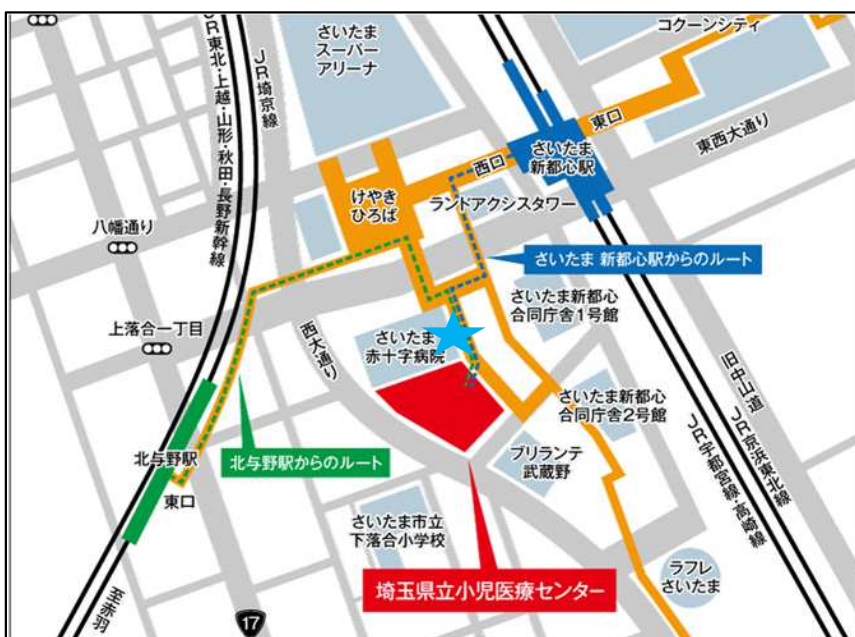 コクーンシティ
さいたま
スーパー
アリーナ
JR東北・上越・山形・秋田・長野新幹線
JR埼京線
東口
東西大通り
西口
さいたま
新都心駅
けやき
ひろば
ランドアクシスタワー
八幡通り
さいたま 新都心駅からのルート
さいたま新都心
合同庁舎1号館
上落合一丁目
西大通り
さいたま
赤十字病院
旧中山道
さいたま新都心
合同庁舎2号館
JR京浜東北線
JR宇都宮線・高崎線
北与野駅
北与野駅からのルート
ブリランテ
武蔵野
東口
さいたま市立
下落合小学校
ラフレ
さいたま
埼玉県立小児医療センター
至赤羽
17